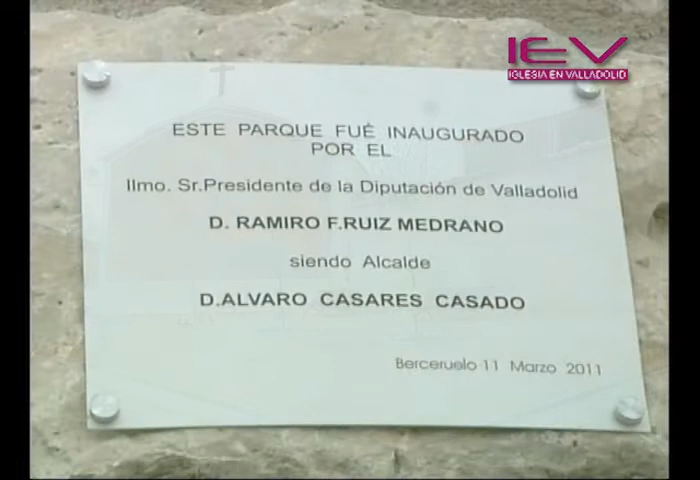 IEV
IGLESIA EN VALLADOLID
ESTE PARQUE FUÉ INAUGURADO
POR EL
Ilmo. Sr.Presidente de la Diputación de Valladolid
D. RAMIRO F.RUIZ MEDRANO
siendo Alcalde
D.ALVARO CASARES CASADO
Berceruelo 11 Marzo 2011